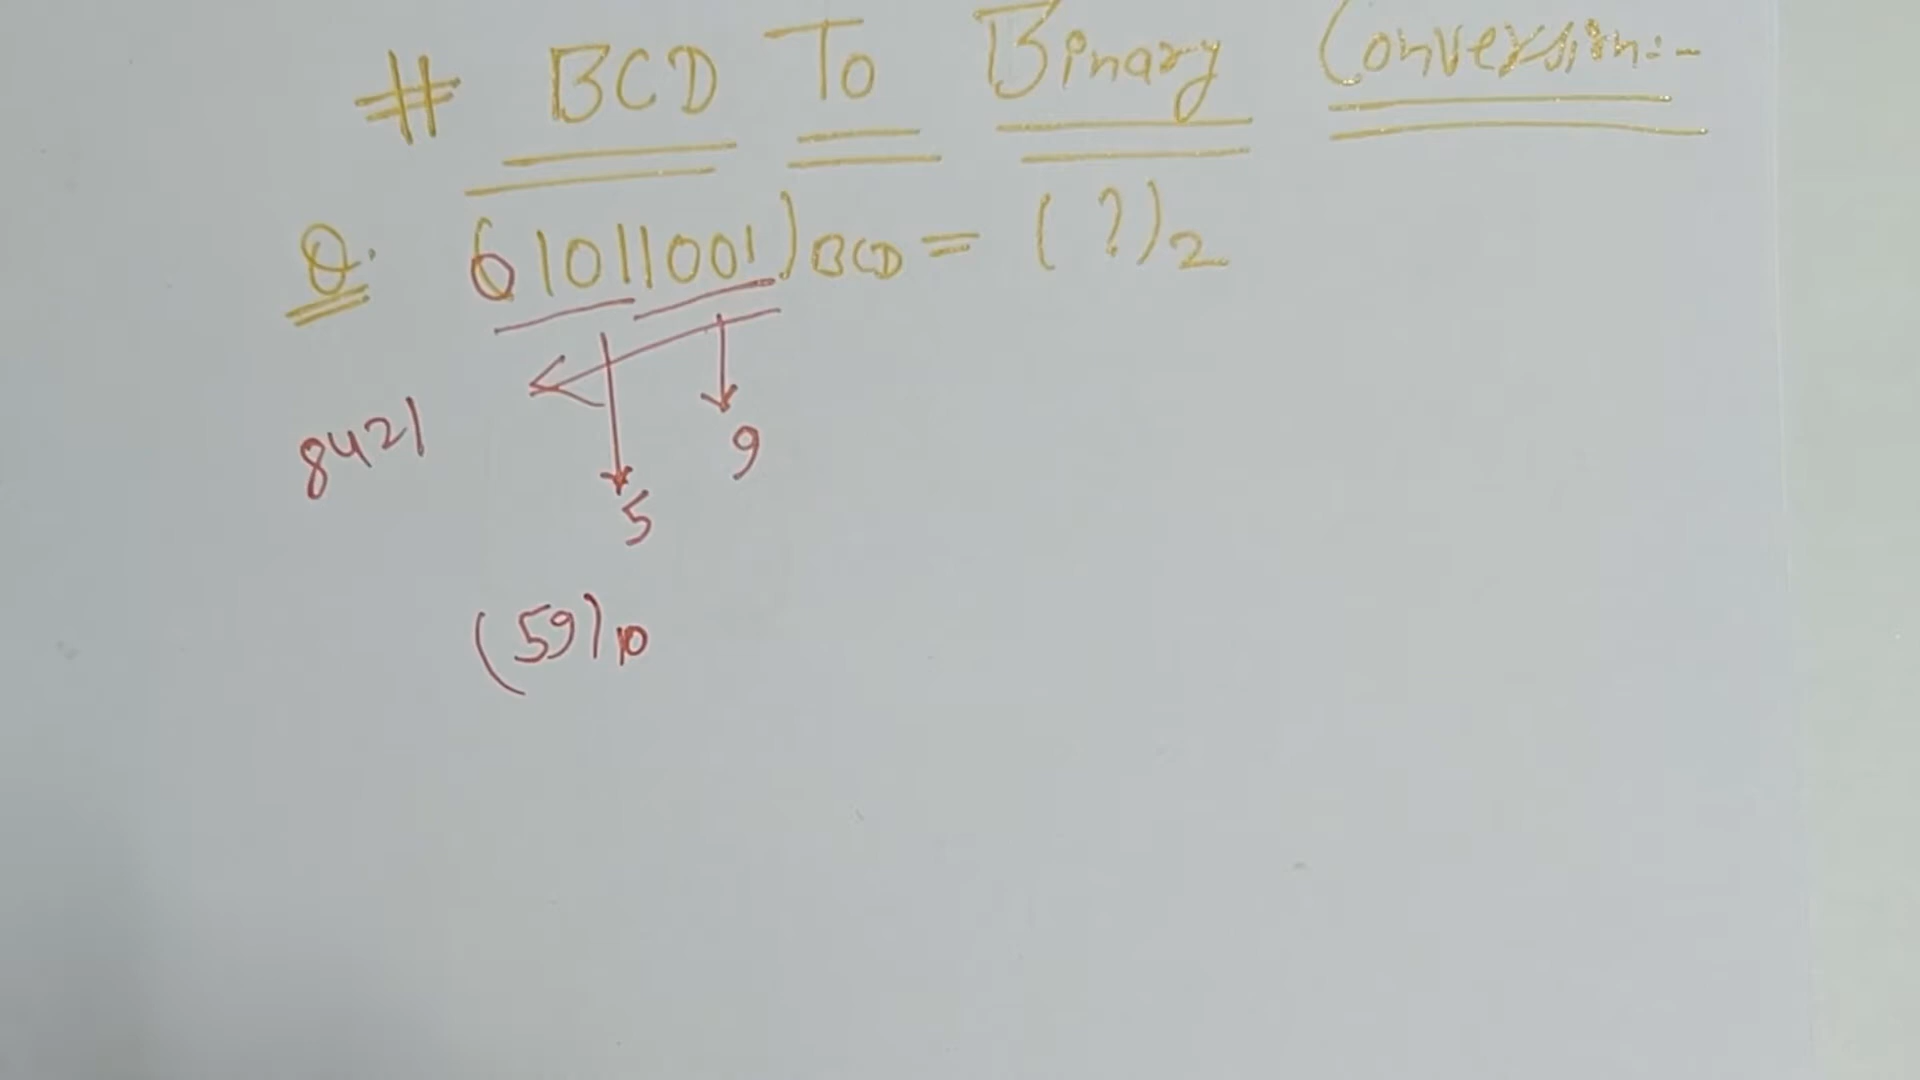 # BCD To Binary Conversion:-
Q. (01011001)BCD = (?)2
8421
9
5
(59)10